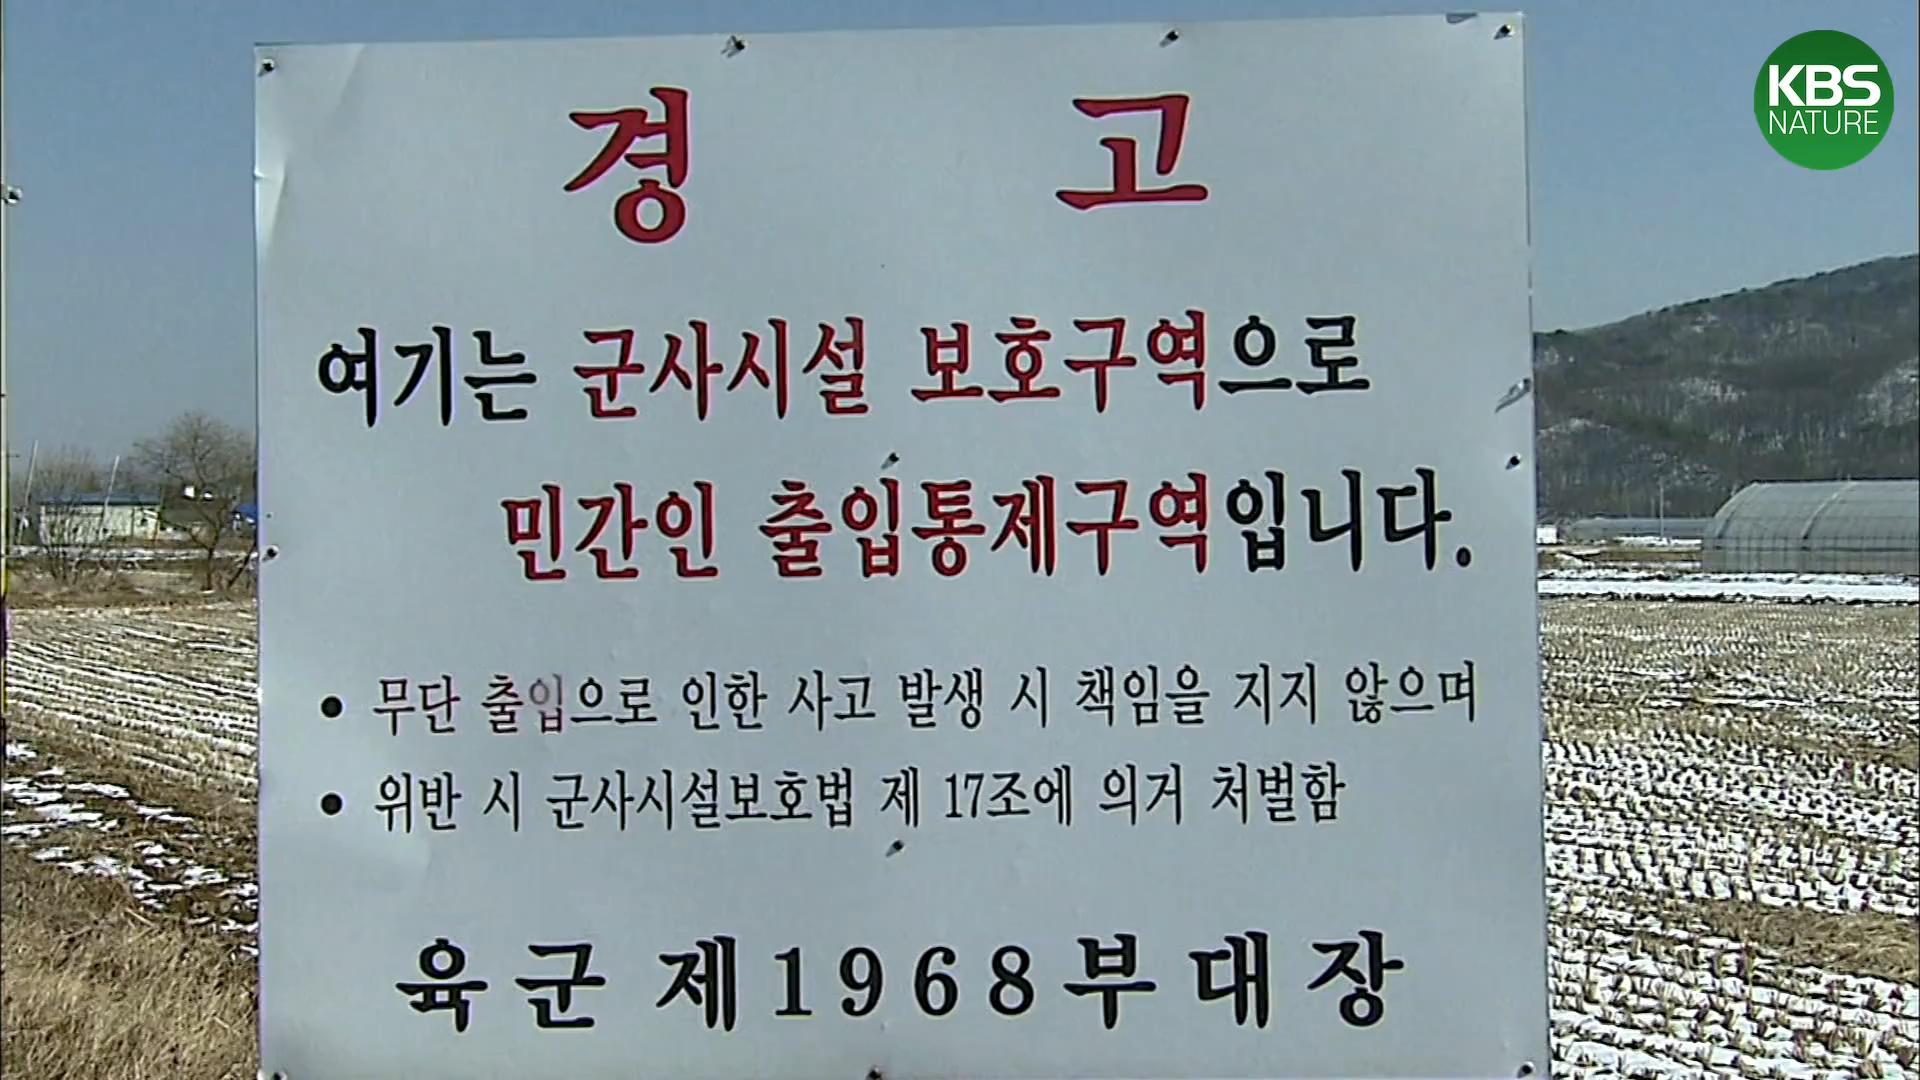 KBS
NATURE
경 고
여기는 군사시설 보호구역으로
민간인 출입통제구역입니다.
• 무단 출입으로 인한 사고 발생 시 책임을 지지 않으며
• 위반 시 군사시설보호법 제 17조에 의거 처벌함
육군 제1968부대장